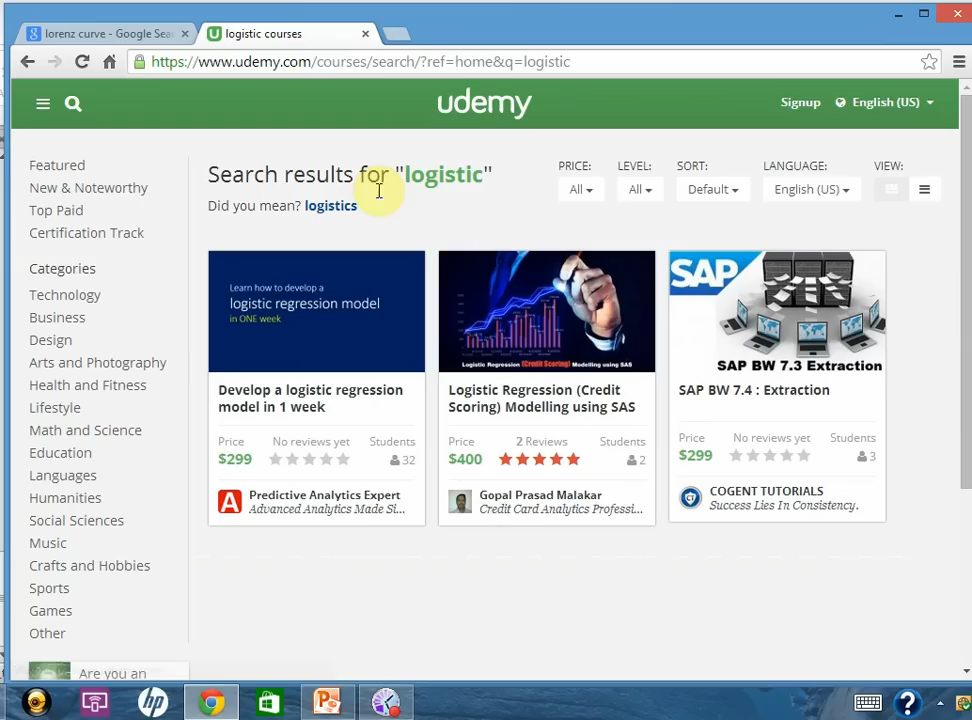 lorenz curve - Google Sea
logistic courses
https://www.udemy.com/courses/search/?ref=home&q=logistic
udemy
Signup
English (US)
Featured
New & Noteworthy
Top Paid
Certification Track
Categories
Technology
Business
Design
Arts and Photography
Health and Fitness
Lifestyle
Math and Science
Education
Languages
Humanities
Social Sciences
Music
Crafts and Hobbies
Sports
Games
Other
Are you an
Search results for "logistic"
Did you mean? logistics
PRICE:
All
LEVEL:
All
SORT:
Default
LANGUAGE:
English (US)
VIEW:
Learn how to develop a
logistic regression model
in ONE week
Develop a logistic regression
model in 1 week
Price No reviews yet Students
$299 32
Predictive Analytics Expert
Advanced Analytics Made Si...
Logistic Regression (Credit Scoring) Modelling using SAS
Logistic Regression (Credit
Scoring) Modelling using SAS
Price 2 Reviews Students
$400 2
Gopal Prasad Malakar
Credit Card Analytics Professi...
SAP
SAP BW 7.3 Extraction
SAP BW 7.4 : Extraction
Price No reviews yet Students
$299 3
COGENT TUTORIALS
Success Lies In Consistency.